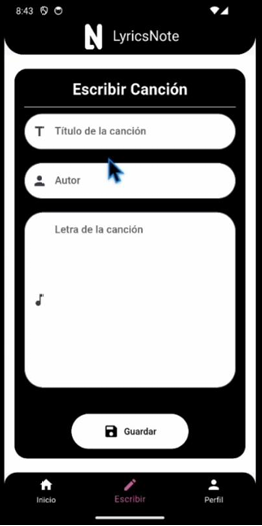 8:43
LyricsNote
Escribir Canción
Título de la canción
Autor
Letra de la canción
Guardar
Inicio
Escribir
Perfil